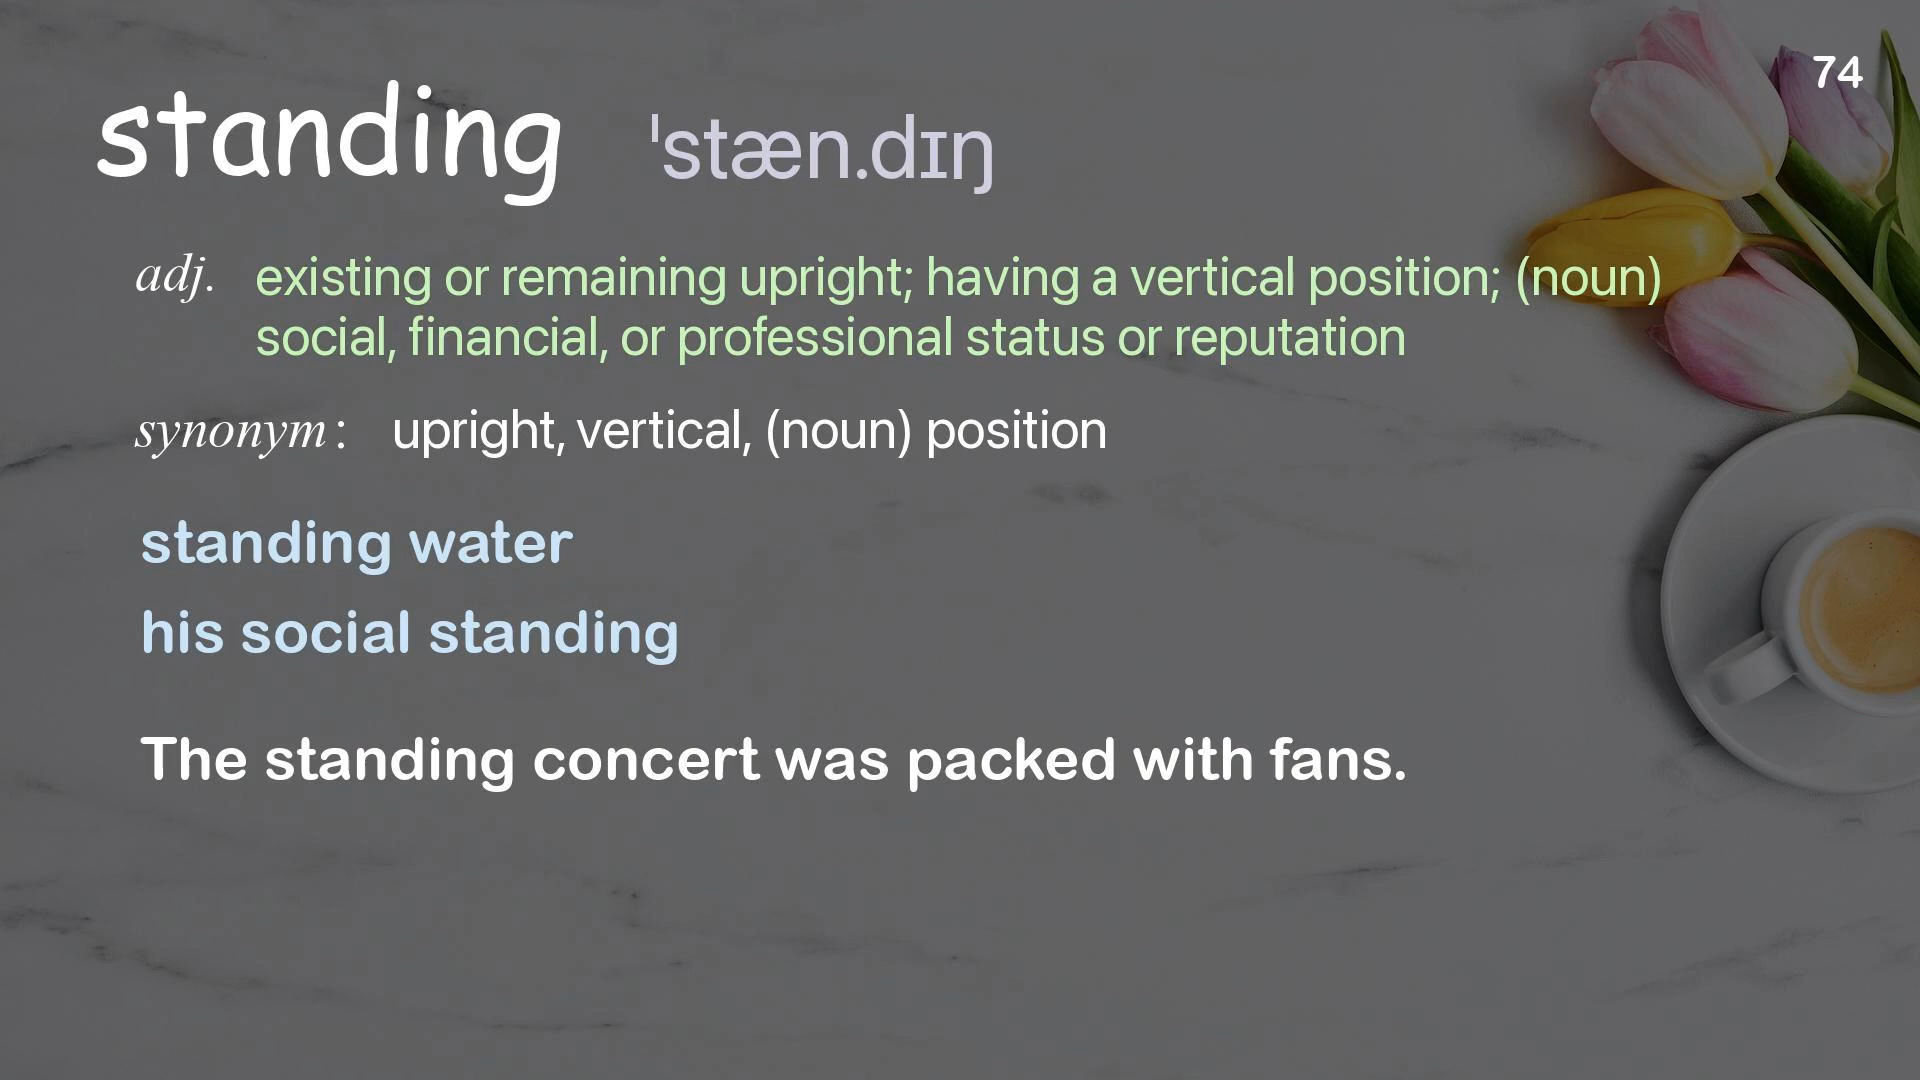 74
standing ˈstæn.dɪŋ
adj. existing or remaining upright; having a vertical position; (noun)
social, financial, or professional status or reputation
synonym : upright, vertical, (noun) position
standing water
his social standing
The standing concert was packed with fans.